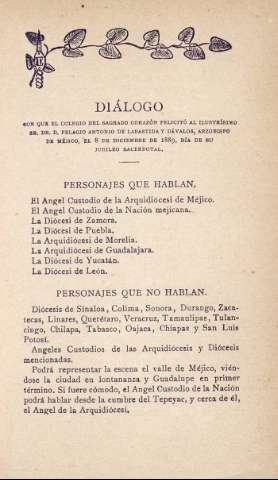 DIÁLOGO
CON QUE EL COLEGIO DEL SAGRADO CORAZÓN FELICITÓ AL ILUSTRÍSIMO
SR. DR. D. PELAGIO ANTONIO DE LABASTIDA Y DÁVALOS, ARZOBISPO
DE MÉJICO, EL 8 DE DICIEMBRE DE 1889, DÍA DE SU
JUBILEO SACERDOTAL.
PERSONAJES QUE HABLAN.
El Angel Custodio de la Arquidiócesi de Méjico.
El Angel Custodio de la Nación mejicana.
La Diócesi de Zamora.
La Diócesi de Puebla.
La Arquidiócesi de Morelia.
La Arquidiócesi de Guadalajara.
La Diócesi de Yucatán.
La Diócesi de León.
PERSONAJES QUE NO HABLAN.
Diócesis de Sinaloa, Colima, Sonora, Durango, Zaca-
tecas, Linares, Querétaro, Veracruz, Tamaulipas, Tulan-
cingo, Chilapa, Tabasco, Oajaca, Chiapas y San Luis
Potosí.
Angeles Custodios de las Arquidiócesis y Diócesis
mencionadas.
Podrá representar la escena el valle de Méjico, vién-
dose la ciudad en lontananza y Guadalupe en primer
término. Si fuere cómodo, el Angel Custodio de la Nación
podrá hablar desde la cumbre del Tepeyac, y cerca de él,
el Angel de la Arquidiócesi.